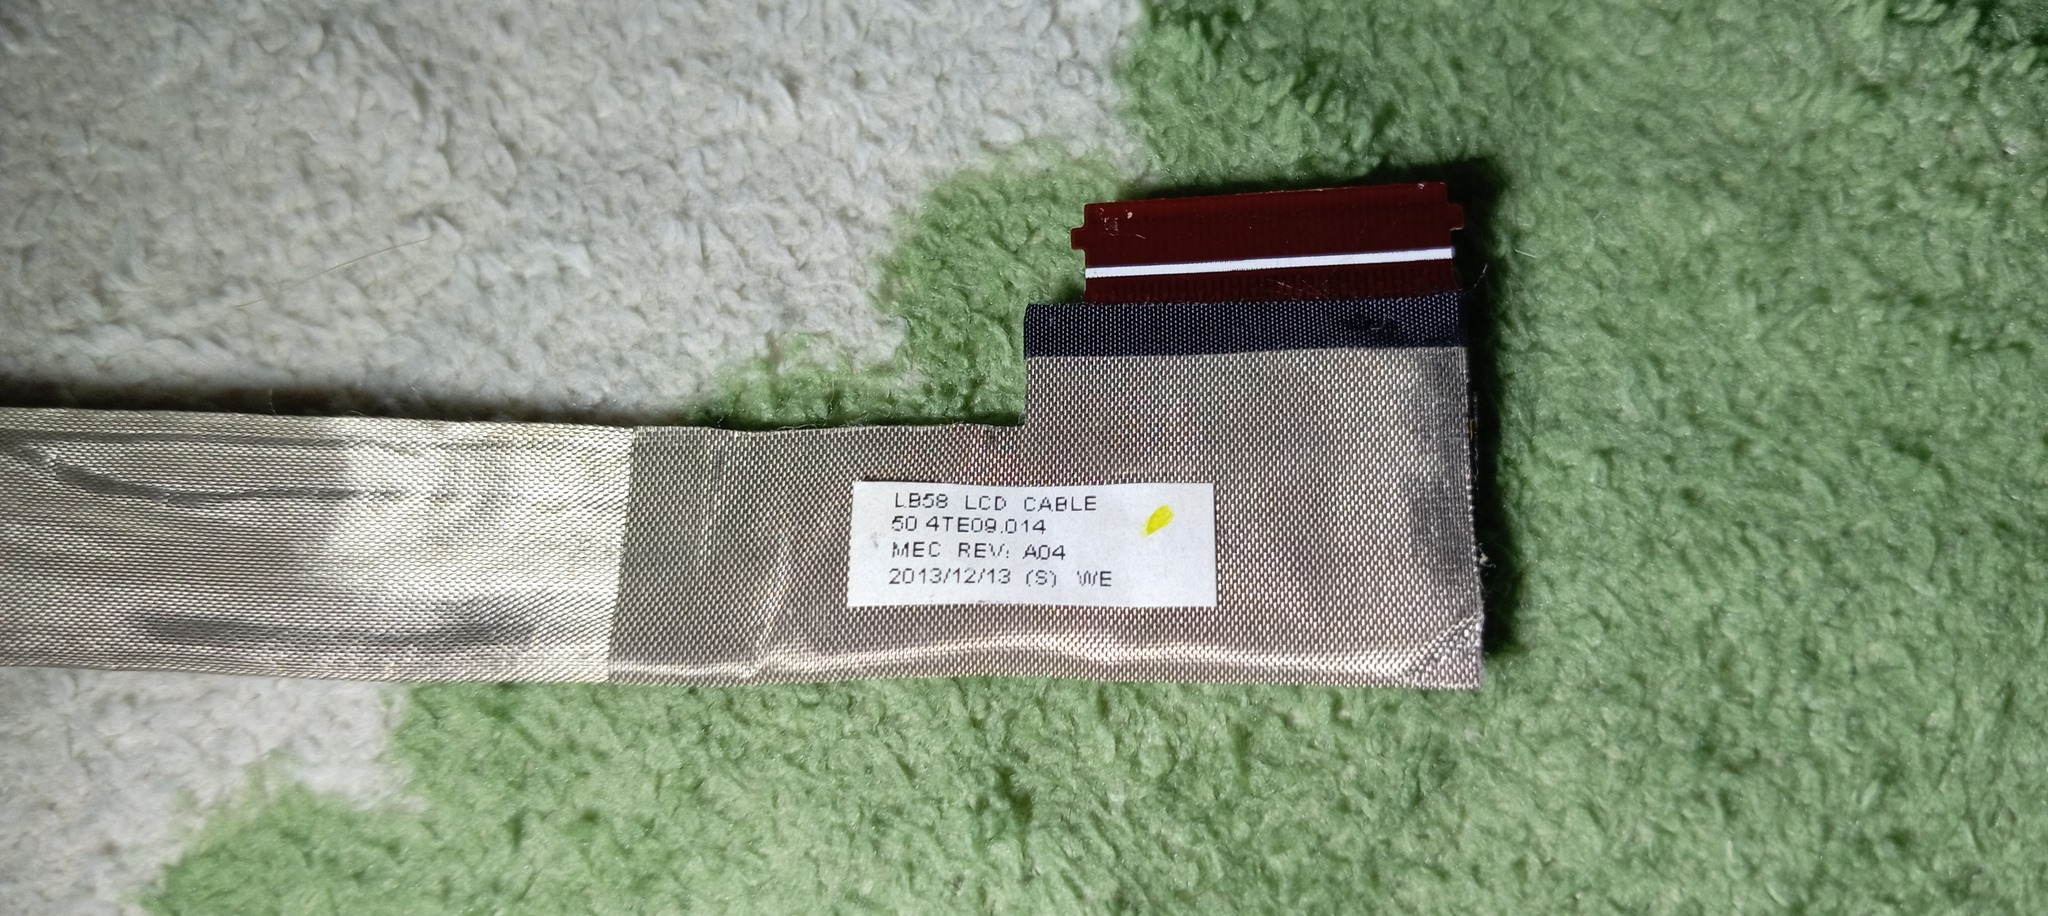 LB58 LCD CABLE
50.4TE09.014
MEC REV: A04
2013/12/13 (S) WE